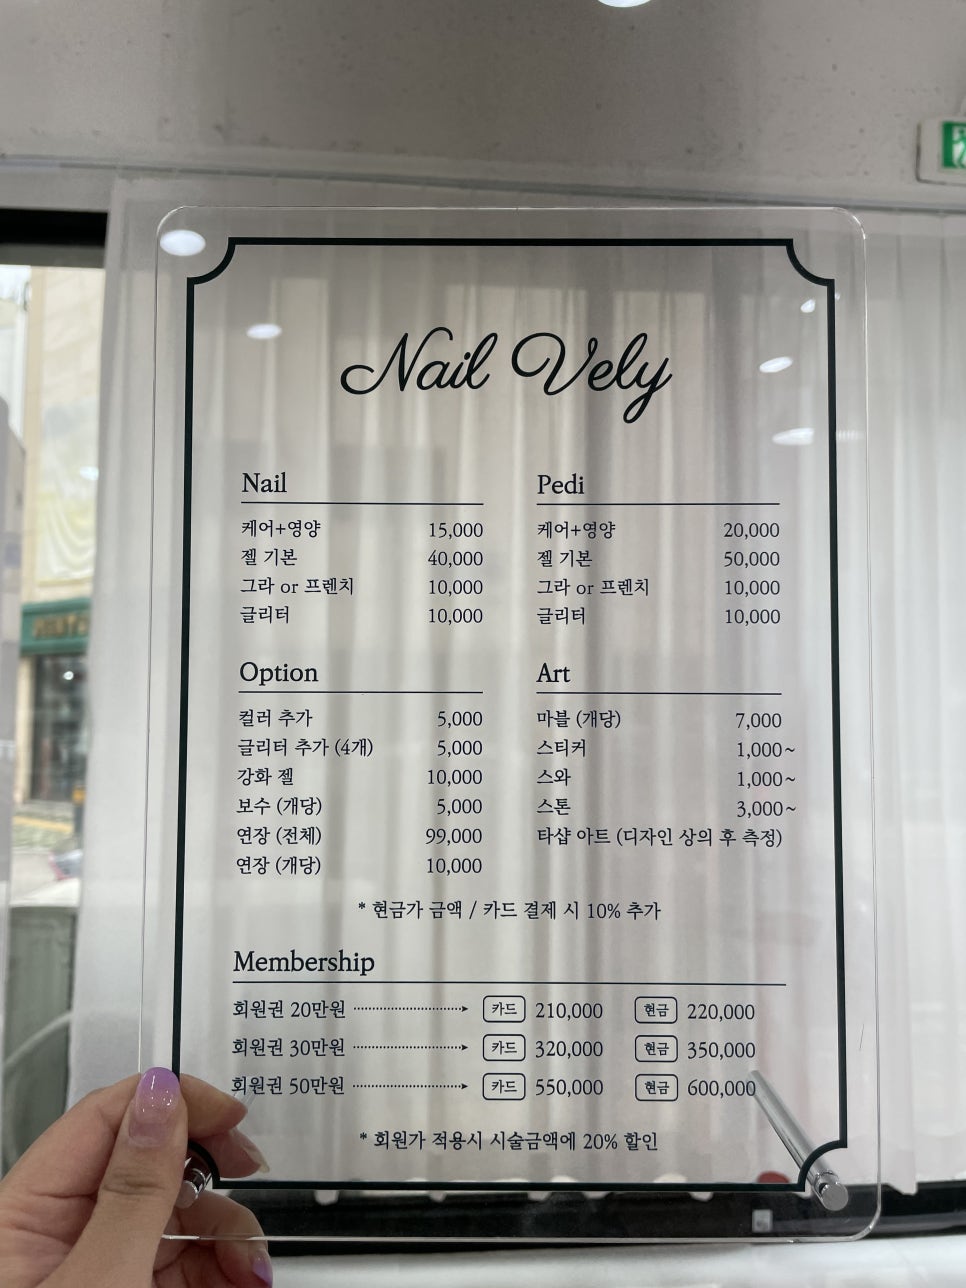 Nail Vely
Nail
케어+영양 15,000
젤 기본 40,000
그라 or 프렌치 10,000
글리터 10,000
Pedi
케어+영양 20,000
젤 기본 50,000
그라 or 프렌치 10,000
글리터 10,000
Option
컬러 추가 5,000
글리터 추가 (4개) 5,000
강화 젤 10,000
보수 (개당) 5,000
연장 (전체) 99,000
연장 (개당) 10,000
Art
마블 (개당) 7,000
스티커 1,000~
스와 1,000~
스톤 3,000~
타샵 아트 (디자인 상의 후 측정)
* 현금가 금액 / 카드 결제 시 10% 추가
Membership
회원권 20만원 카드 210,000 현금 220,000
회원권 30만원 카드 320,000 현금 350,000
회원권 50만원 카드 550,000 현금 600,000
* 회원가 적용시 시술금액에 20% 할인